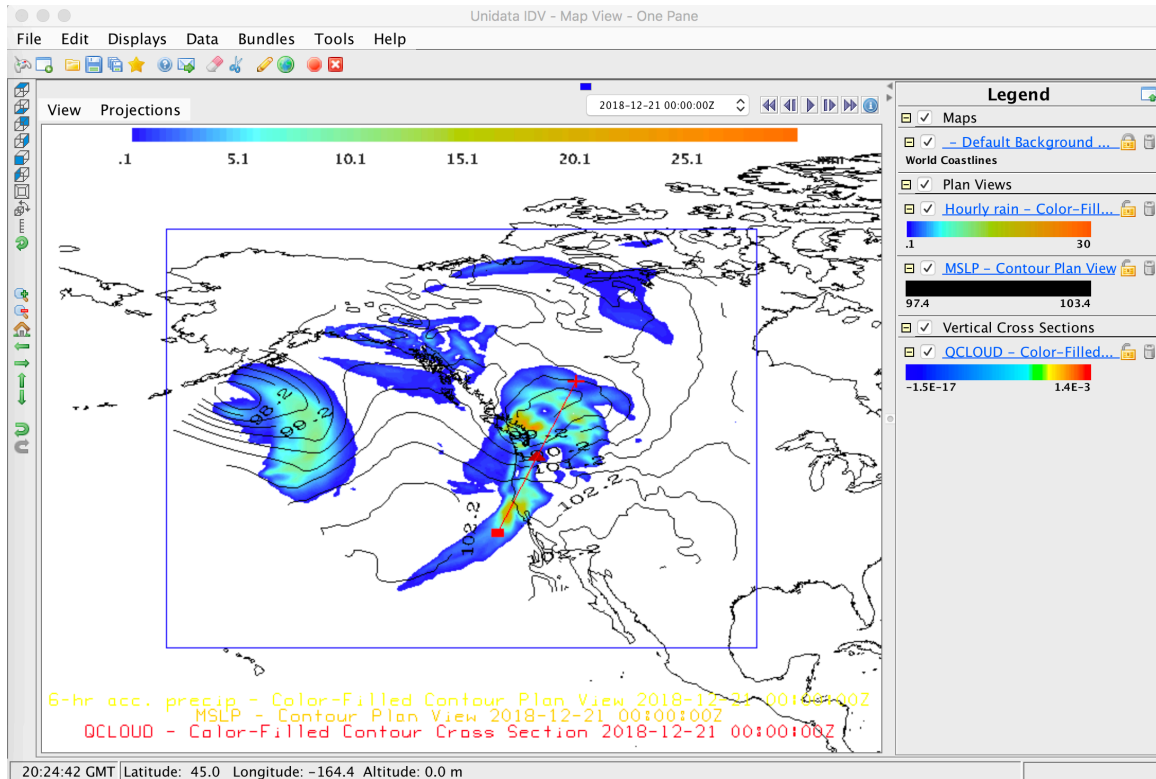 Unidata IDV - Map View - One Pane
File Edit Displays Data Bundles Tools Help
View Projections
2018-12-21 00:00:00Z
.1 5.1 10.1 15.1 20.1 25.1
98.2
99.2
102.2
102.2
102.2
6-hr acc. precip - Color-Filled Contour Plan View 2018-12-21 00:00:00Z
MSLP - Contour Plan View 2018-12-21 00:00:00Z
QCLOUD - Color-Filled Contour Cross Section 2018-12-21 00:00:00Z
Legend
Maps
- Default Background ...
World Coastlines
Plan Views
Hourly rain - Color-Fill...
.1 30
MSLP - Contour Plan View
97.4 103.4
Vertical Cross Sections
QCLOUD - Color-Filled...
-1.5E-17 1.4E-3
20:24:42 GMT Latitude: 45.0 Longitude: -164.4 Altitude: 0.0 m